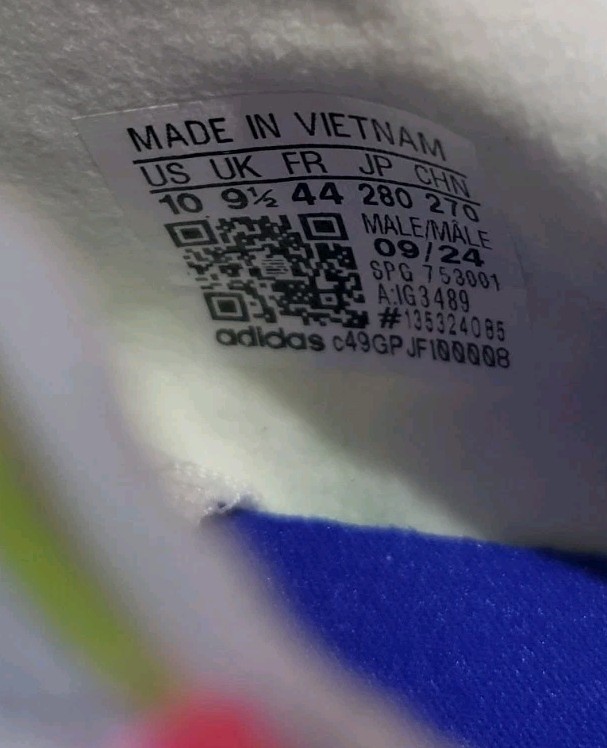 MADE IN VIETNAM
US UK FR JP CHN
10 9½ 44 280 270
MALE/MÂLE
09/24
SPG 753001
A:IG3489
#135324085
adidas c49GPJFI00008